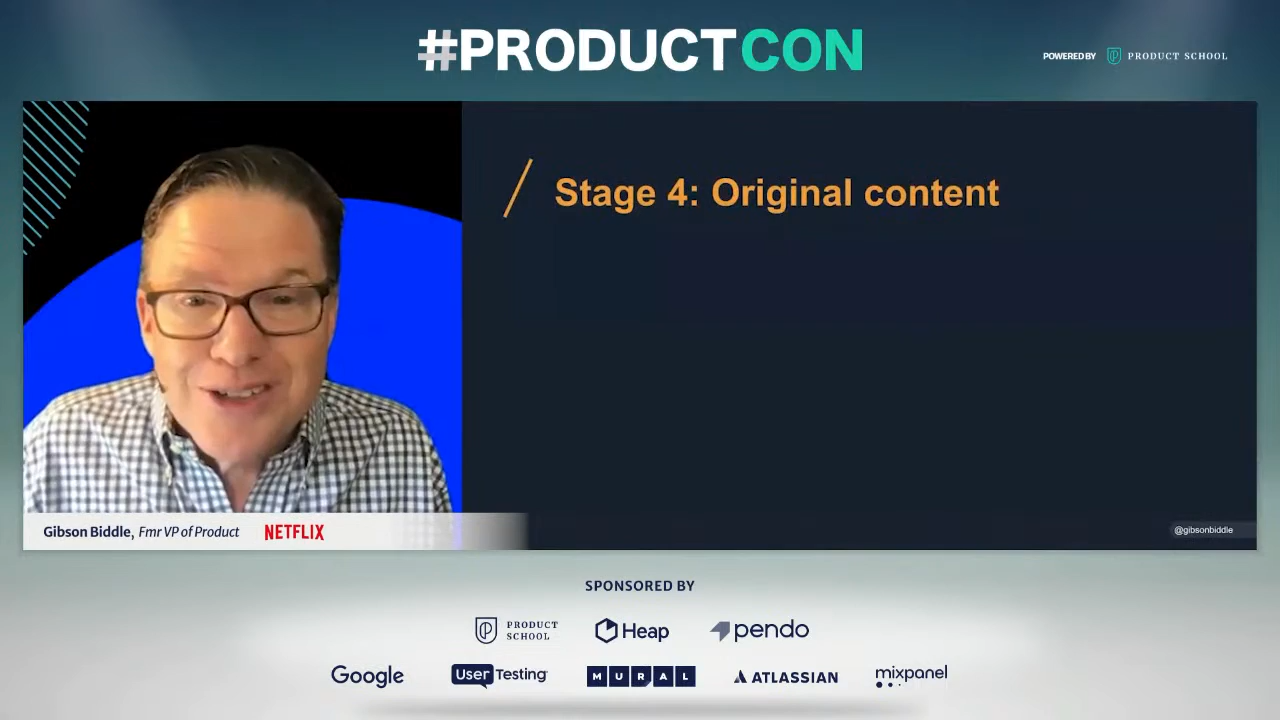 #PRODUCTCON
POWERED BY PRODUCT SCHOOL
Stage 4: Original content
Gibson Biddle, Fmr VP of Product NETFLIX
@gibsonbiddle
SPONSORED BY
PRODUCT SCHOOL Heap pendo
Google UserTesting MURAL ATLASSIAN mixpanel